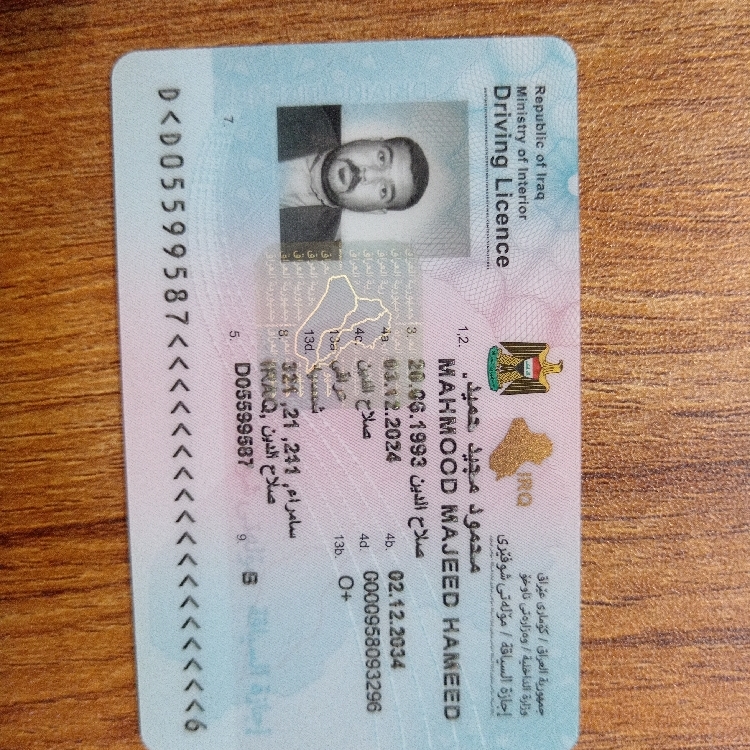 Republic of Iraq
Ministry of Interior
Driving Licence
جمهورية العراق / كۆماری عێراق
وزارة الداخلية / وەزارەتی ناوخۆ
إجازة السياقة / مۆڵەتی شوفێری
IRQ
1,2. محمود مجيد حميد
MAHMOOD MAJEED HAMEED
3. 20.06.1993 صلاح الدين
4a. 03.12.2024 4b. 02.12.2034
4c. صلاح الدين 4d. 0000958093296
13a. عراقي 13b. O+
13d.
8. سامراء, 241, 21, 321
IRAQ, صلاح الدين
5. D05599587 9. B
7.
D<D05599587<<<<<<<<<<<<<<<<<<6